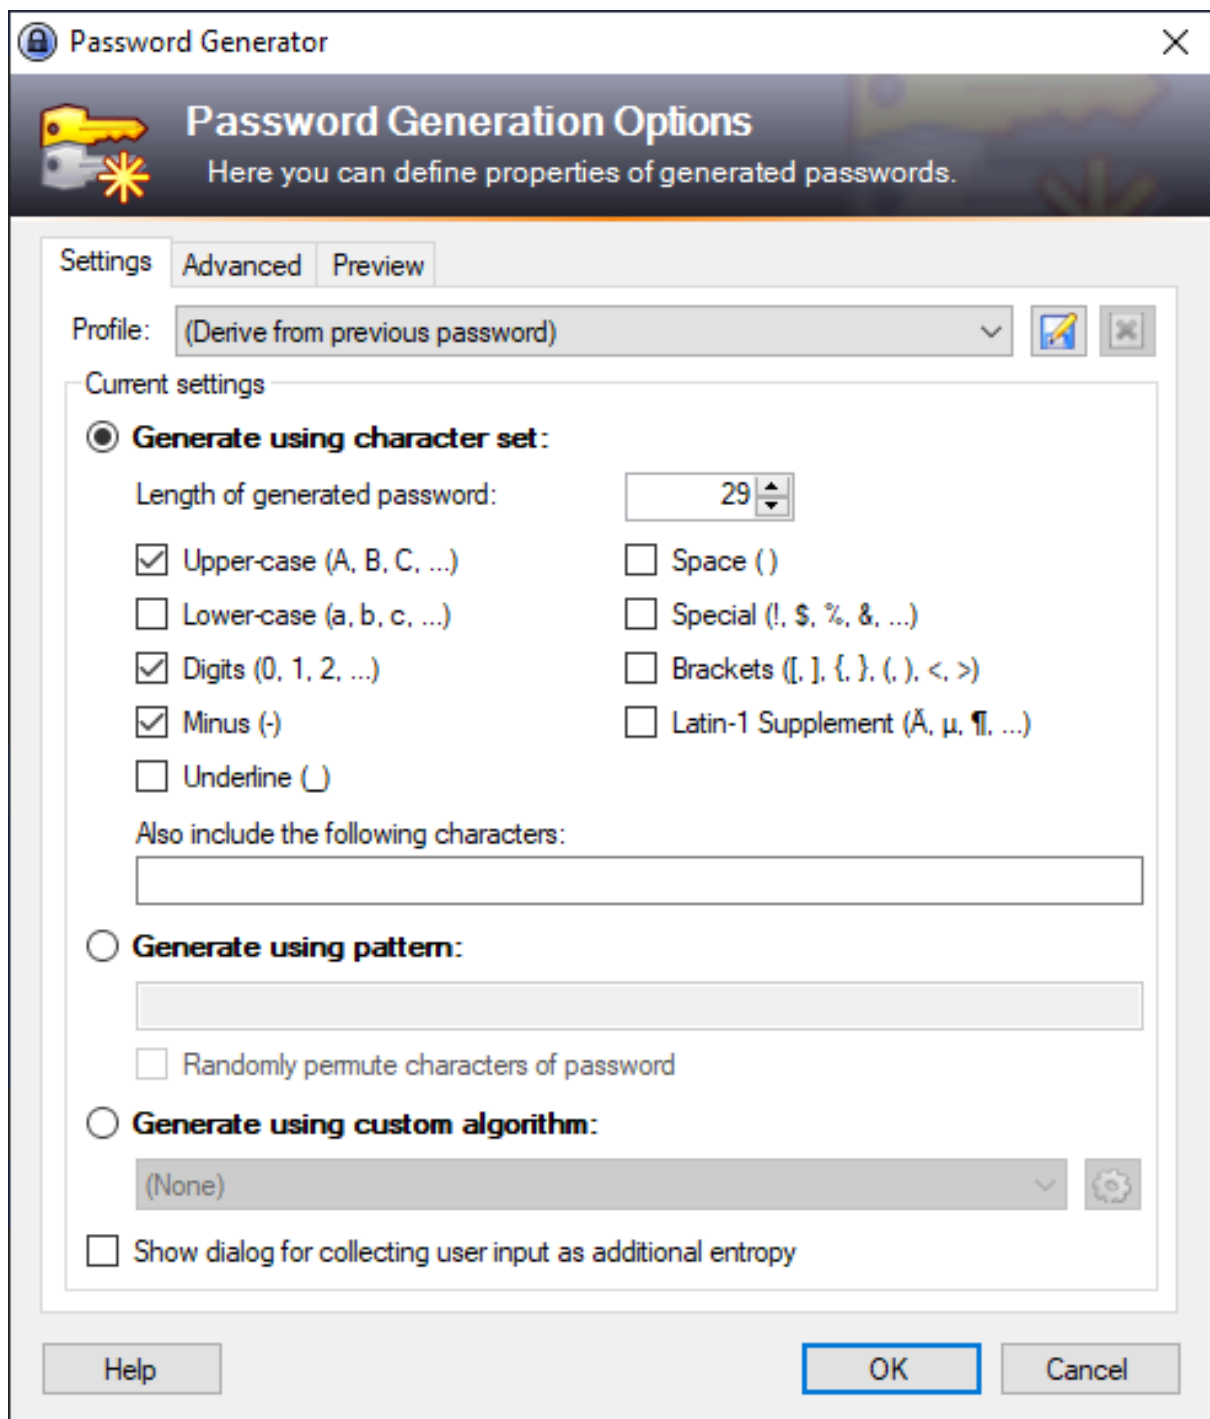 Password Generator
Password Generation Options
Here you can define properties of generated passwords.
Settings Advanced Preview
Profile: (Derive from previous password)
Current settings
Generate using character set:
Length of generated password: 29
Upper-case (A, B, C, ...) Space ( )
Lower-case (a, b, c, ...) Special (!, $, %, &, ...)
Digits (0, 1, 2, ...) Brackets ([, ], {, }, (, ), <, >)
Minus (-) Latin-1 Supplement (Ä, µ, ¶, ...)
Underline (_)
Also include the following characters:
Generate using pattern:
Randomly permute characters of password
Generate using custom algorithm:
(None)
Show dialog for collecting user input as additional entropy
Help OK Cancel